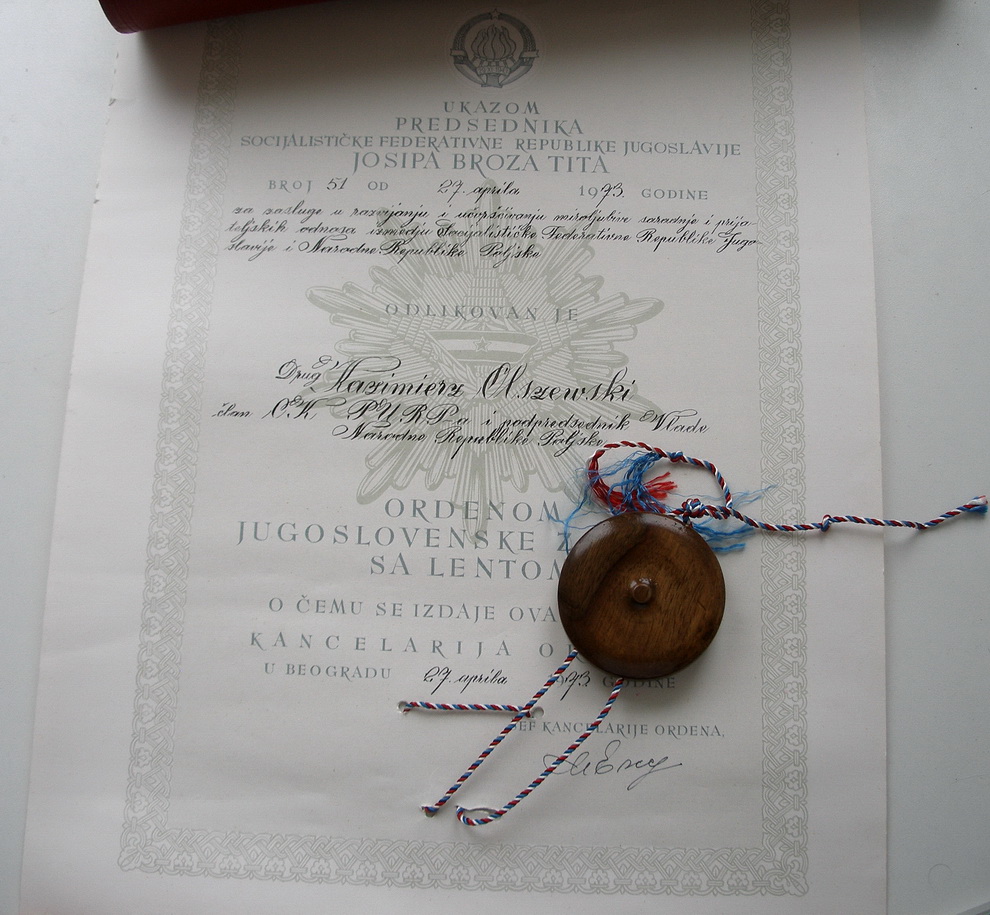 UKAZOM
PREDSEDNIKA
SOCIJALISTIČKE FEDERATIVNE REPUBLIKE JUGOSLAVIJE
JOSIPA BROZA TITA
BROJ 51 OD 27. aprila 1973. GODINE
za zasluge u razvijanju i učvršćivanju miroljubive saradnje i prija-
teljskih odnosa izmedju Socijalističke Federativne Republike Jugo-
slavije i Narodne Republike Poljske
ODLIKOVAN JE
Drug Kazimierz Olszewski
član CK PURP-a i podpredsednik Vlade
Narodne Republike Poljske
ORDENOM
JUGOSLOVENSKE Z
SA LENTOM
O ČEMU SE IZDAJE OVA
KANCELARIJA O
U BEOGRADU 27. aprila 1973 GODINE
ŠEF KANCELARIJE ORDENA,